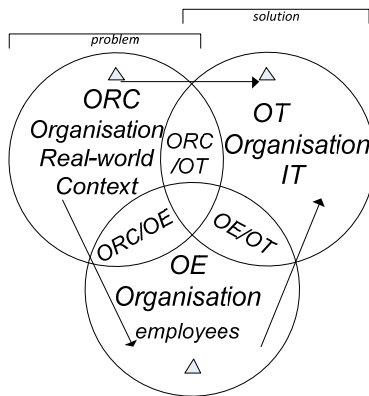 solution
problem
ORC
Organisation
Real-world
Context
ORC
/OT
OT
Organisation
IT
ORC/OE
OE/OT
OE
Organisation
employees